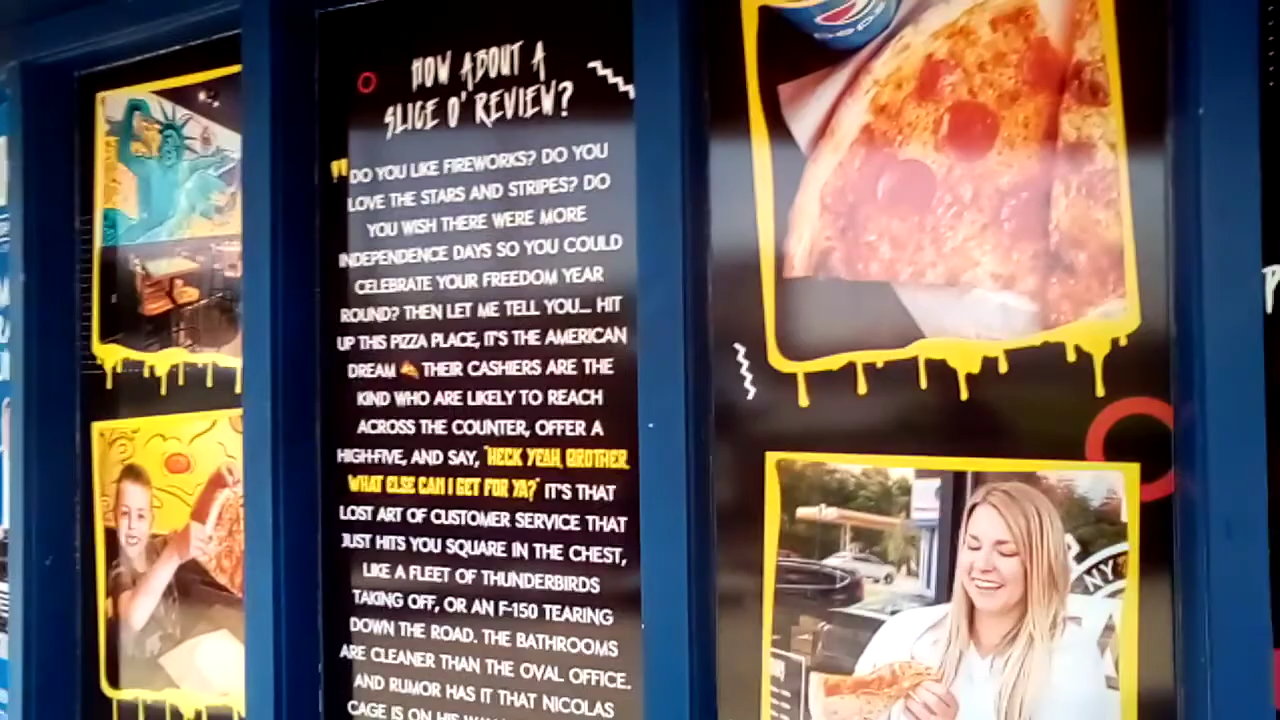 HOW ABOUT A
SLICE O' REVIEW?
"DO YOU LIKE FIREWORKS? DO YOU
LOVE THE STARS AND STRIPES? DO
YOU WISH THERE WERE MORE
INDEPENDENCE DAYS SO YOU COULD
CELEBRATE YOUR FREEDOM YEAR
ROUND? THEN LET ME TELL YOU... HIT
UP THIS PIZZA PLACE, IT'S THE AMERICAN
DREAM 🍕 THEIR CASHIERS ARE THE
KIND WHO ARE LIKELY TO REACH
ACROSS THE COUNTER, OFFER A
HIGH-FIVE, AND SAY, "HECK YEAH, BROTHER.
WHAT ELSE CAN I GET FOR YA?" IT'S THAT
LOST ART OF CUSTOMER SERVICE THAT
JUST HITS YOU SQUARE IN THE CHEST,
LIKE A FLEET OF THUNDERBIRDS
TAKING OFF, OR AN F-150 TEARING
DOWN THE ROAD. THE BATHROOMS
ARE CLEANER THAN THE OVAL OFFICE.
AND RUMOR HAS IT THAT NICOLAS
CAGE IS ON HIS
pepsi
NY